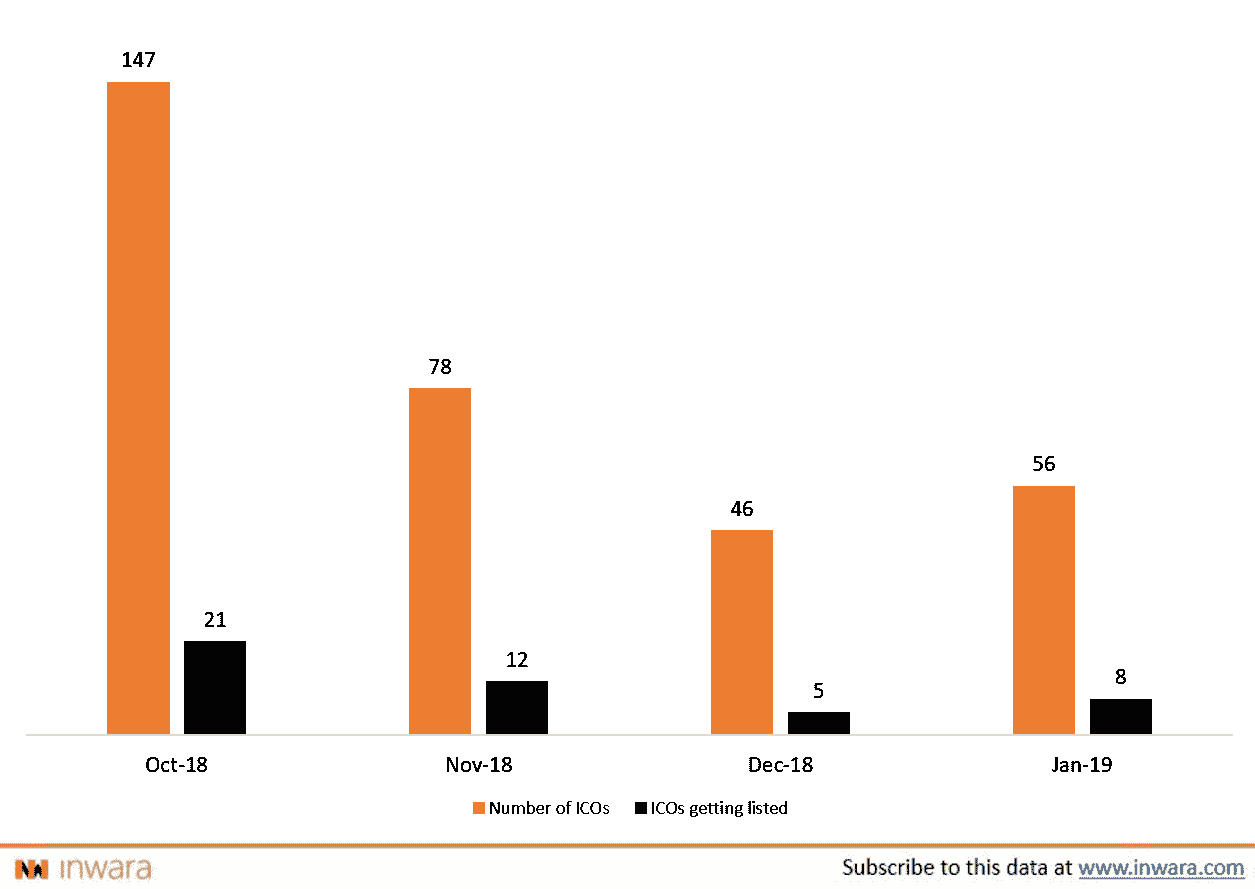 147
78
56
46
21
12
5
8
Oct-18
Nov-18
Dec-18
Jan-19
Number of ICOs
ICOs getting listed
inwara
Subscribe to this data at www.inwara.com